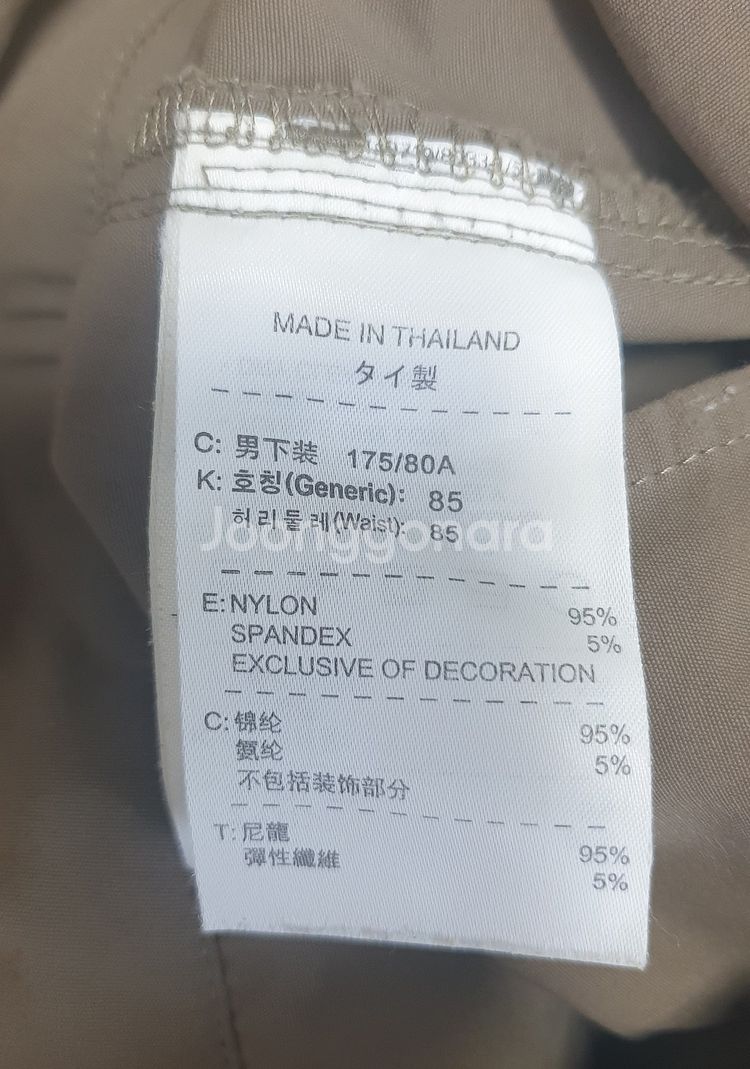 MADE IN THAILAND
タイ製
C: 男下装 175/80A
K: 호칭(Generic): 85
허리둘레(Waist): 85
Joonggonara
E: NYLON 95%
SPANDEX 5%
EXCLUSIVE OF DECORATION
C: 锦纶 95%
氨纶 5%
不包括装饰部分
T: 尼龍 95%
彈性纖維 5%